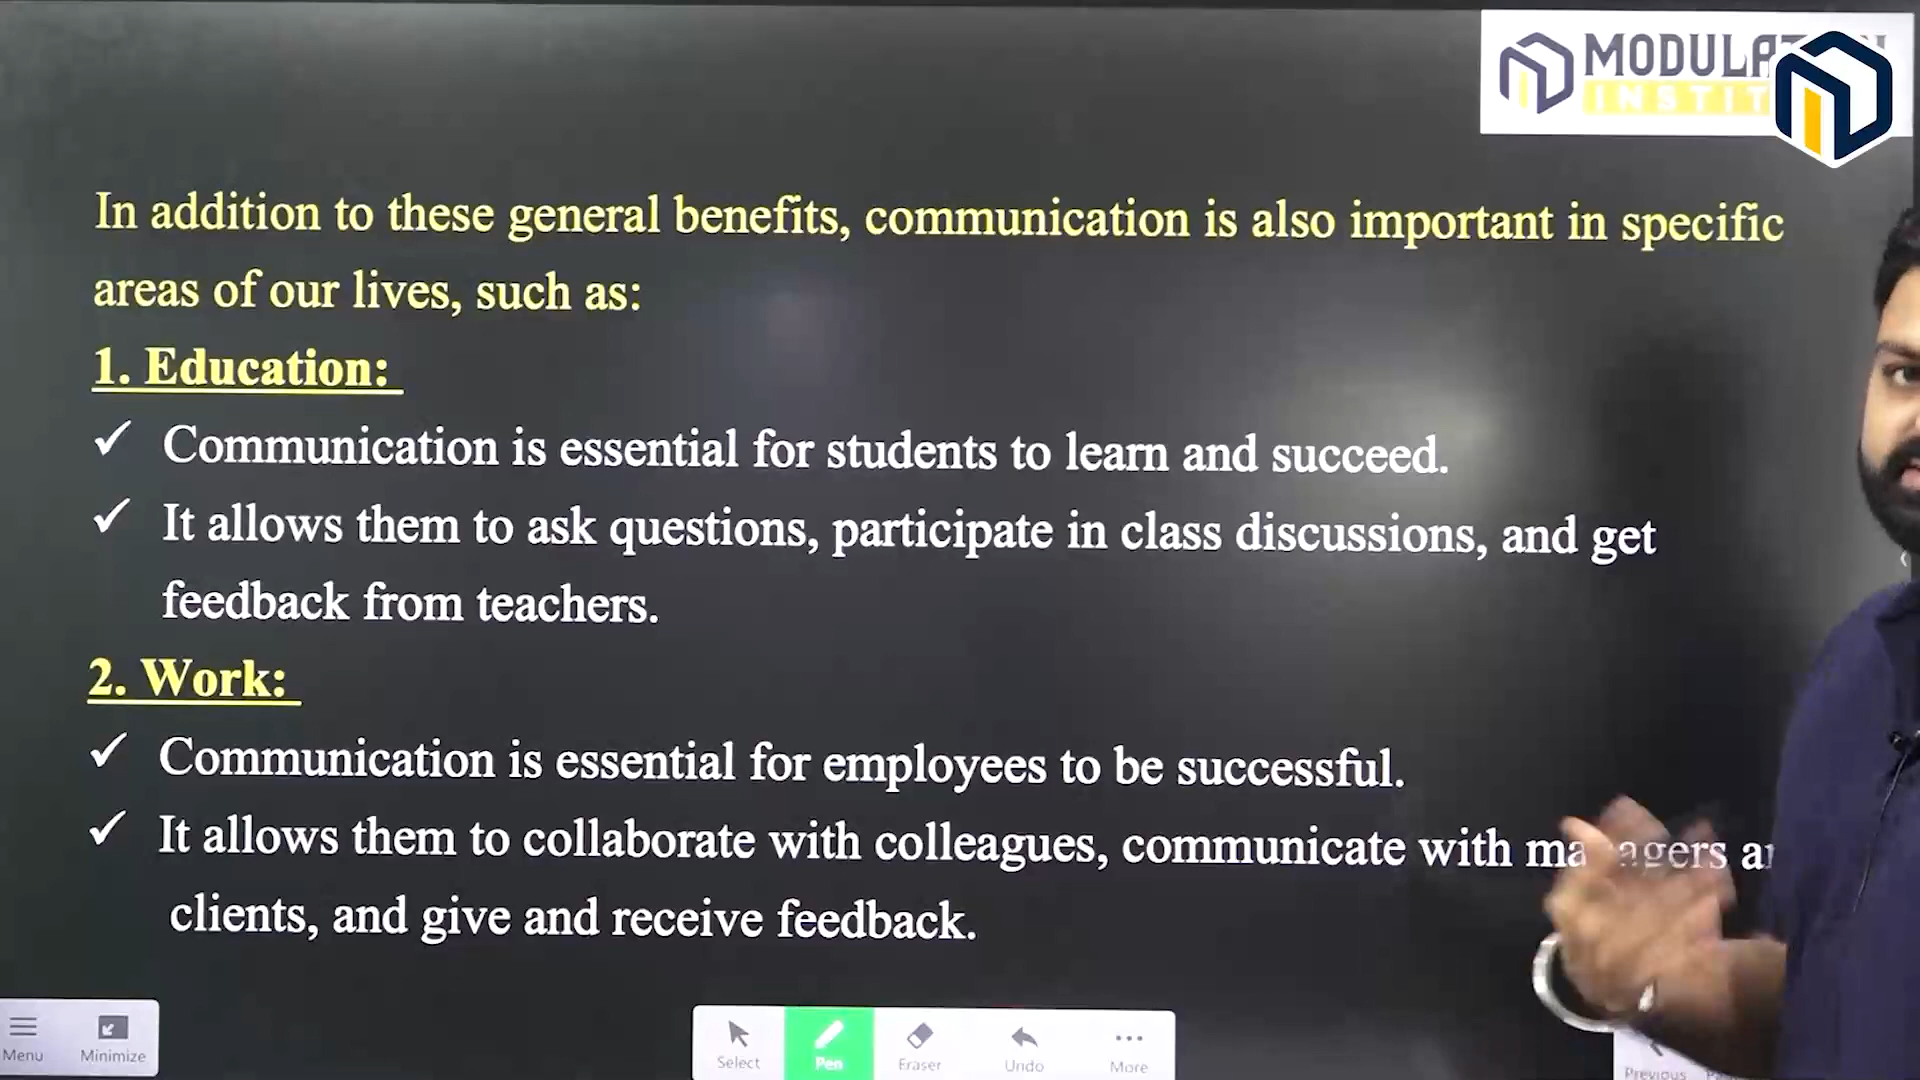 MODULAT
INSTIT
In addition to these general benefits, communication is also important in specific
areas of our lives, such as:
1. Education:
✓ Communication is essential for students to learn and succeed.
✓ It allows them to ask questions, participate in class discussions, and get
feedback from teachers.
2. Work:
✓ Communication is essential for employees to be successful.
✓ It allows them to collaborate with colleagues, communicate with
clients, and give and receive feedback.
Menu
Minimize
Select
Pen
Eraser
Undo
More
Previous